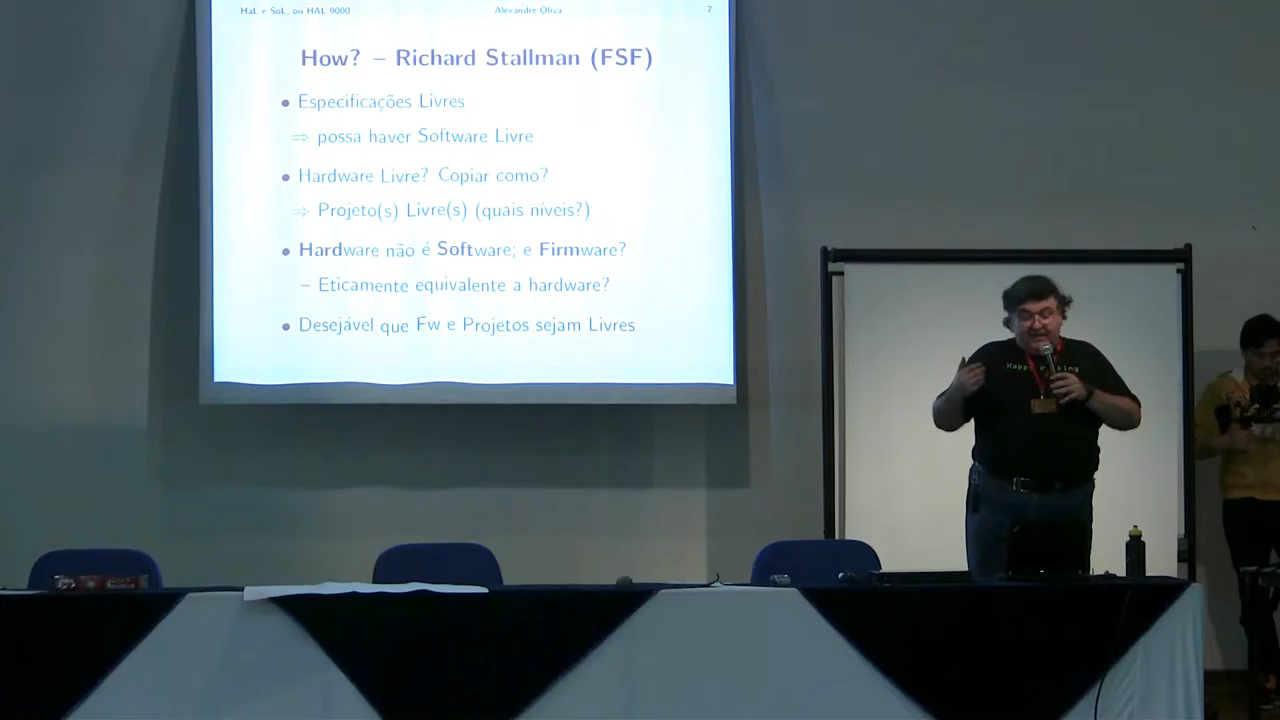 HaL e SoL, ou HAL 9000 Alexandre Oliva 7
How? – Richard Stallman (FSF)
• Especificações Livres
⇒ possa haver Software Livre
• Hardware Livre? Copiar como?
⇒ Projeto(s) Livre(s) (quais níveis?)
• Hardware não é Software; e Firmware?
– Eticamente equivalente a hardware?
• Desejável que Fw e Projetos sejam Livres